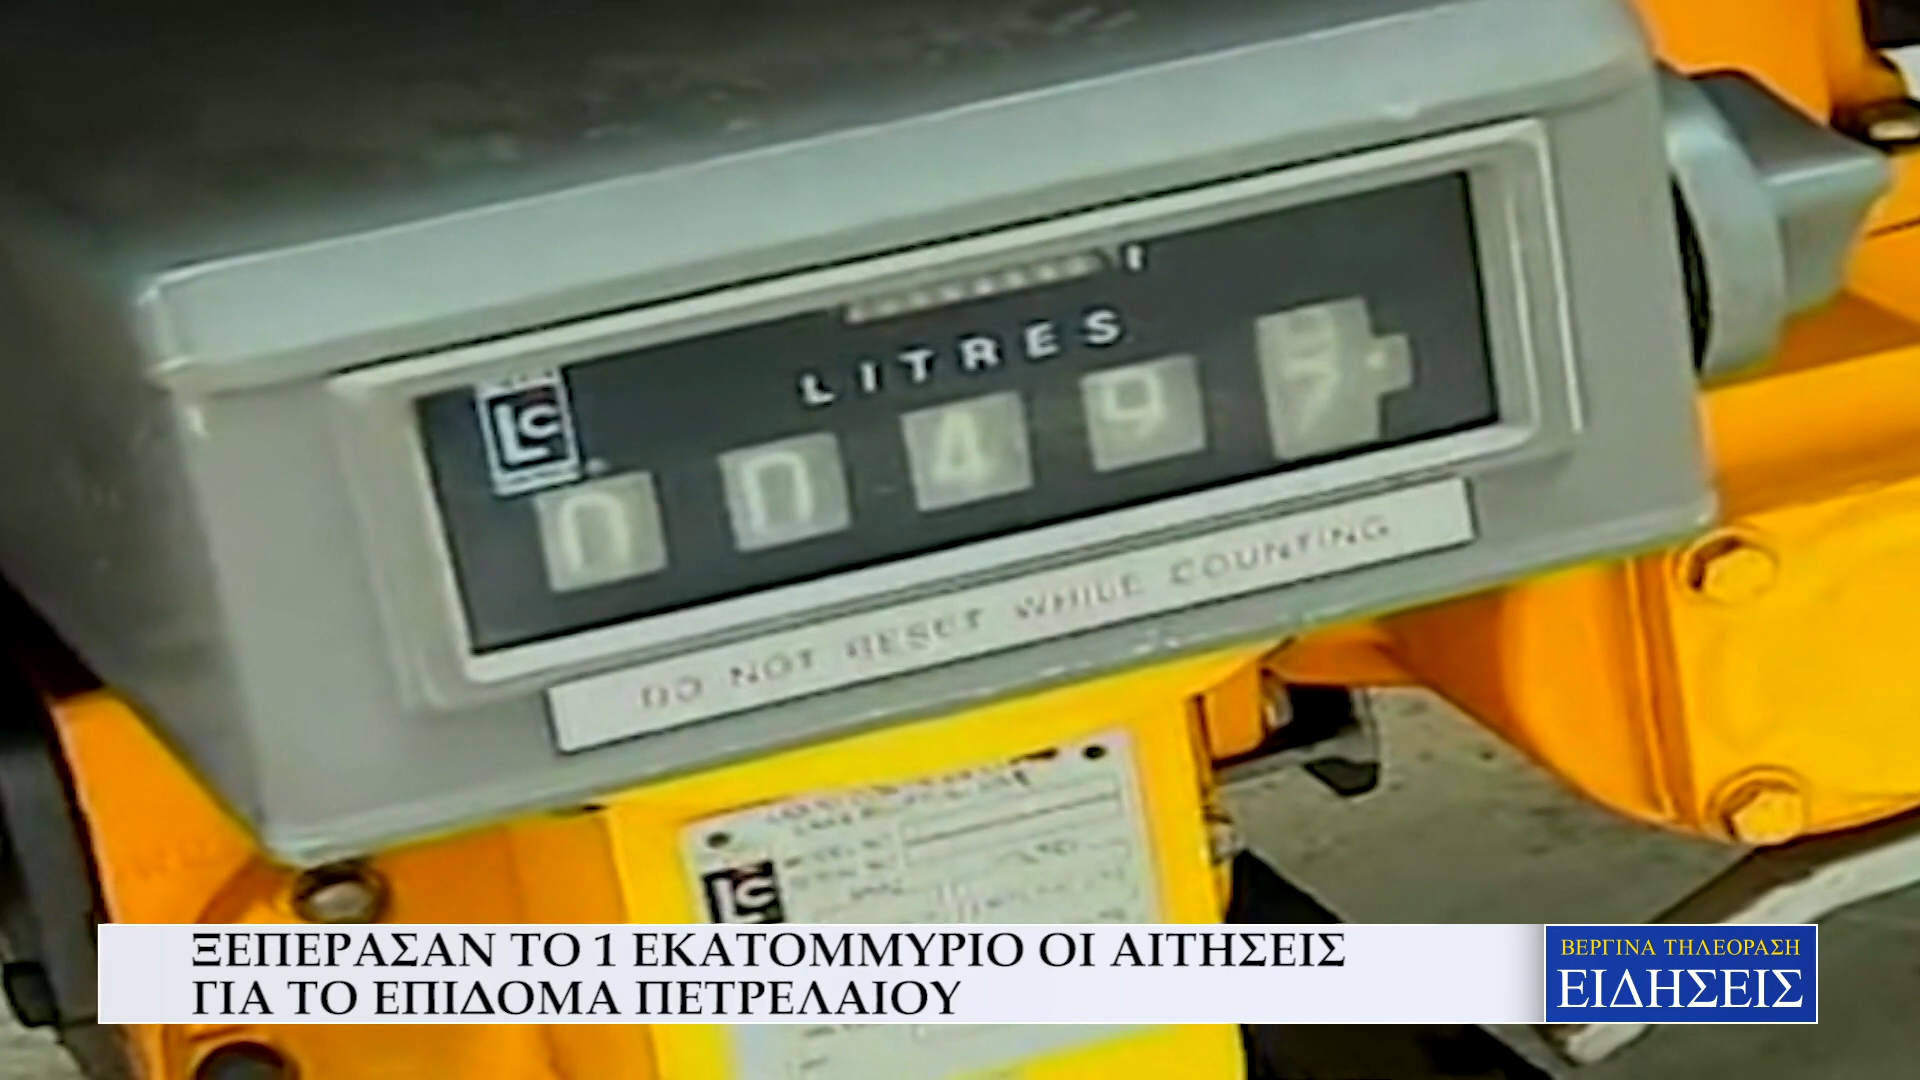 LITRES
LC
0 0 4 9 7
DO NOT RESET WHILE COUNTING
LC
ΞΕΠΕΡΑΣΑΝ ΤΟ 1 ΕΚΑΤΟΜΜΥΡΙΟ ΟΙ ΑΙΤΗΣΕΙΣ
ΓΙΑ ΤΟ ΕΠΙΔΟΜΑ ΠΕΤΡΕΛΑΙΟΥ
ΒΕΡΓΙΝΑ ΤΗΛΕΟΡΑΣΗ
ΕΙΔΗΣΕΙΣ